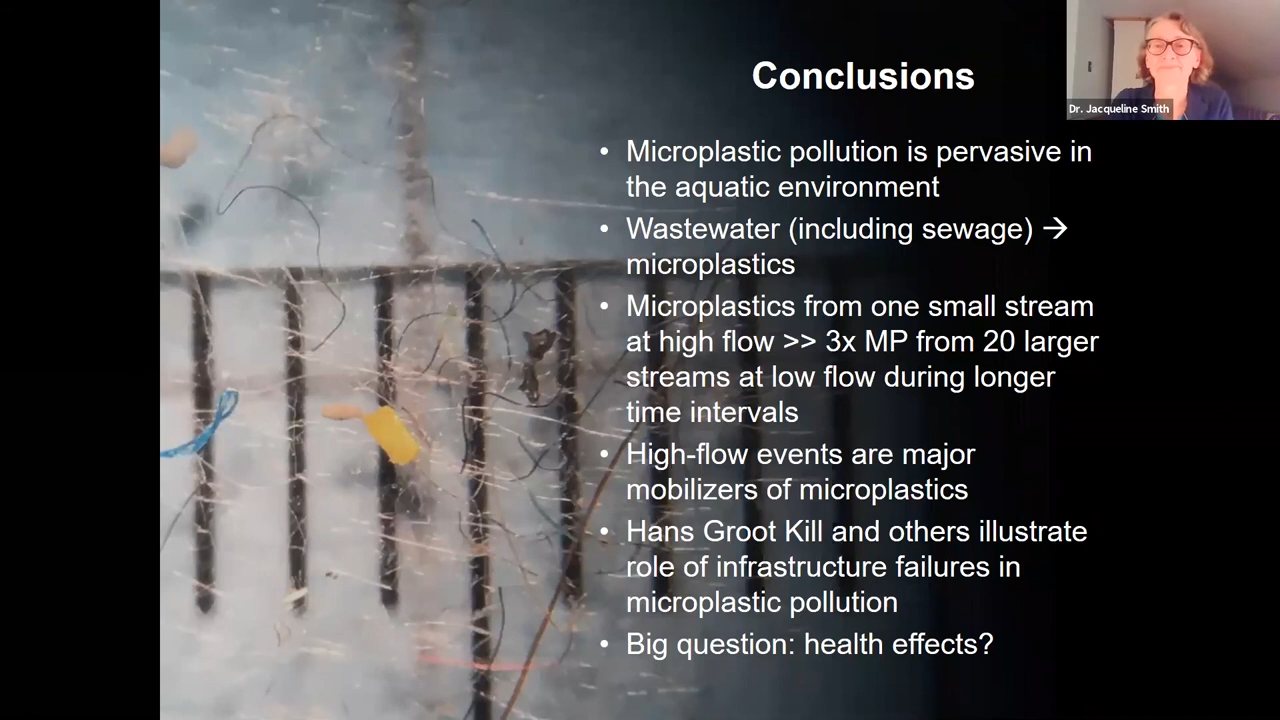 Conclusions
Dr. Jacqueline Smith
• Microplastic pollution is pervasive in
the aquatic environment
• Wastewater (including sewage) →
microplastics
• Microplastics from one small stream
at high flow >> 3x MP from 20 larger
streams at low flow during longer
time intervals
• High-flow events are major
mobilizers of microplastics
• Hans Groot Kill and others illustrate
role of infrastructure failures in
microplastic pollution
• Big question: health effects?